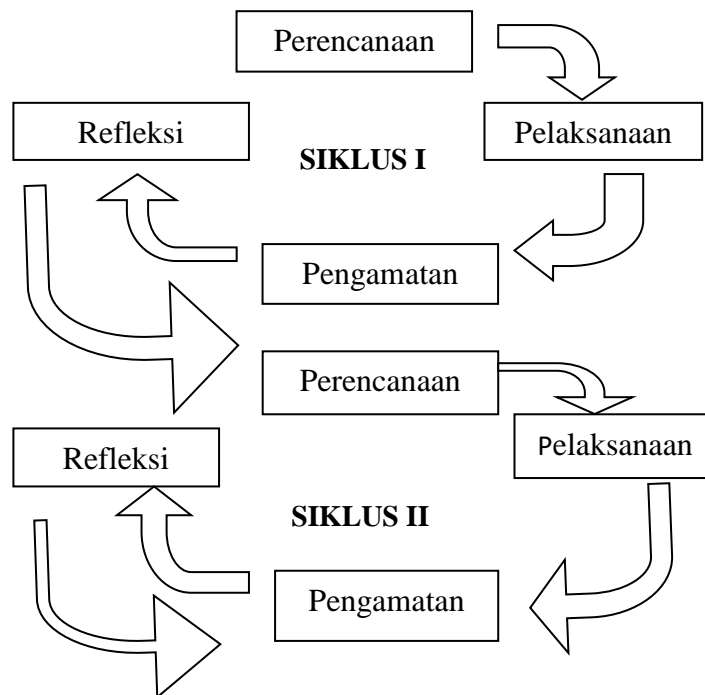 Perencanaan
Refleksi
Pelaksanaan
SIKLUS I
Pengamatan
Perencanaan
Refleksi
Pelaksanaan
SIKLUS II
Pengamatan